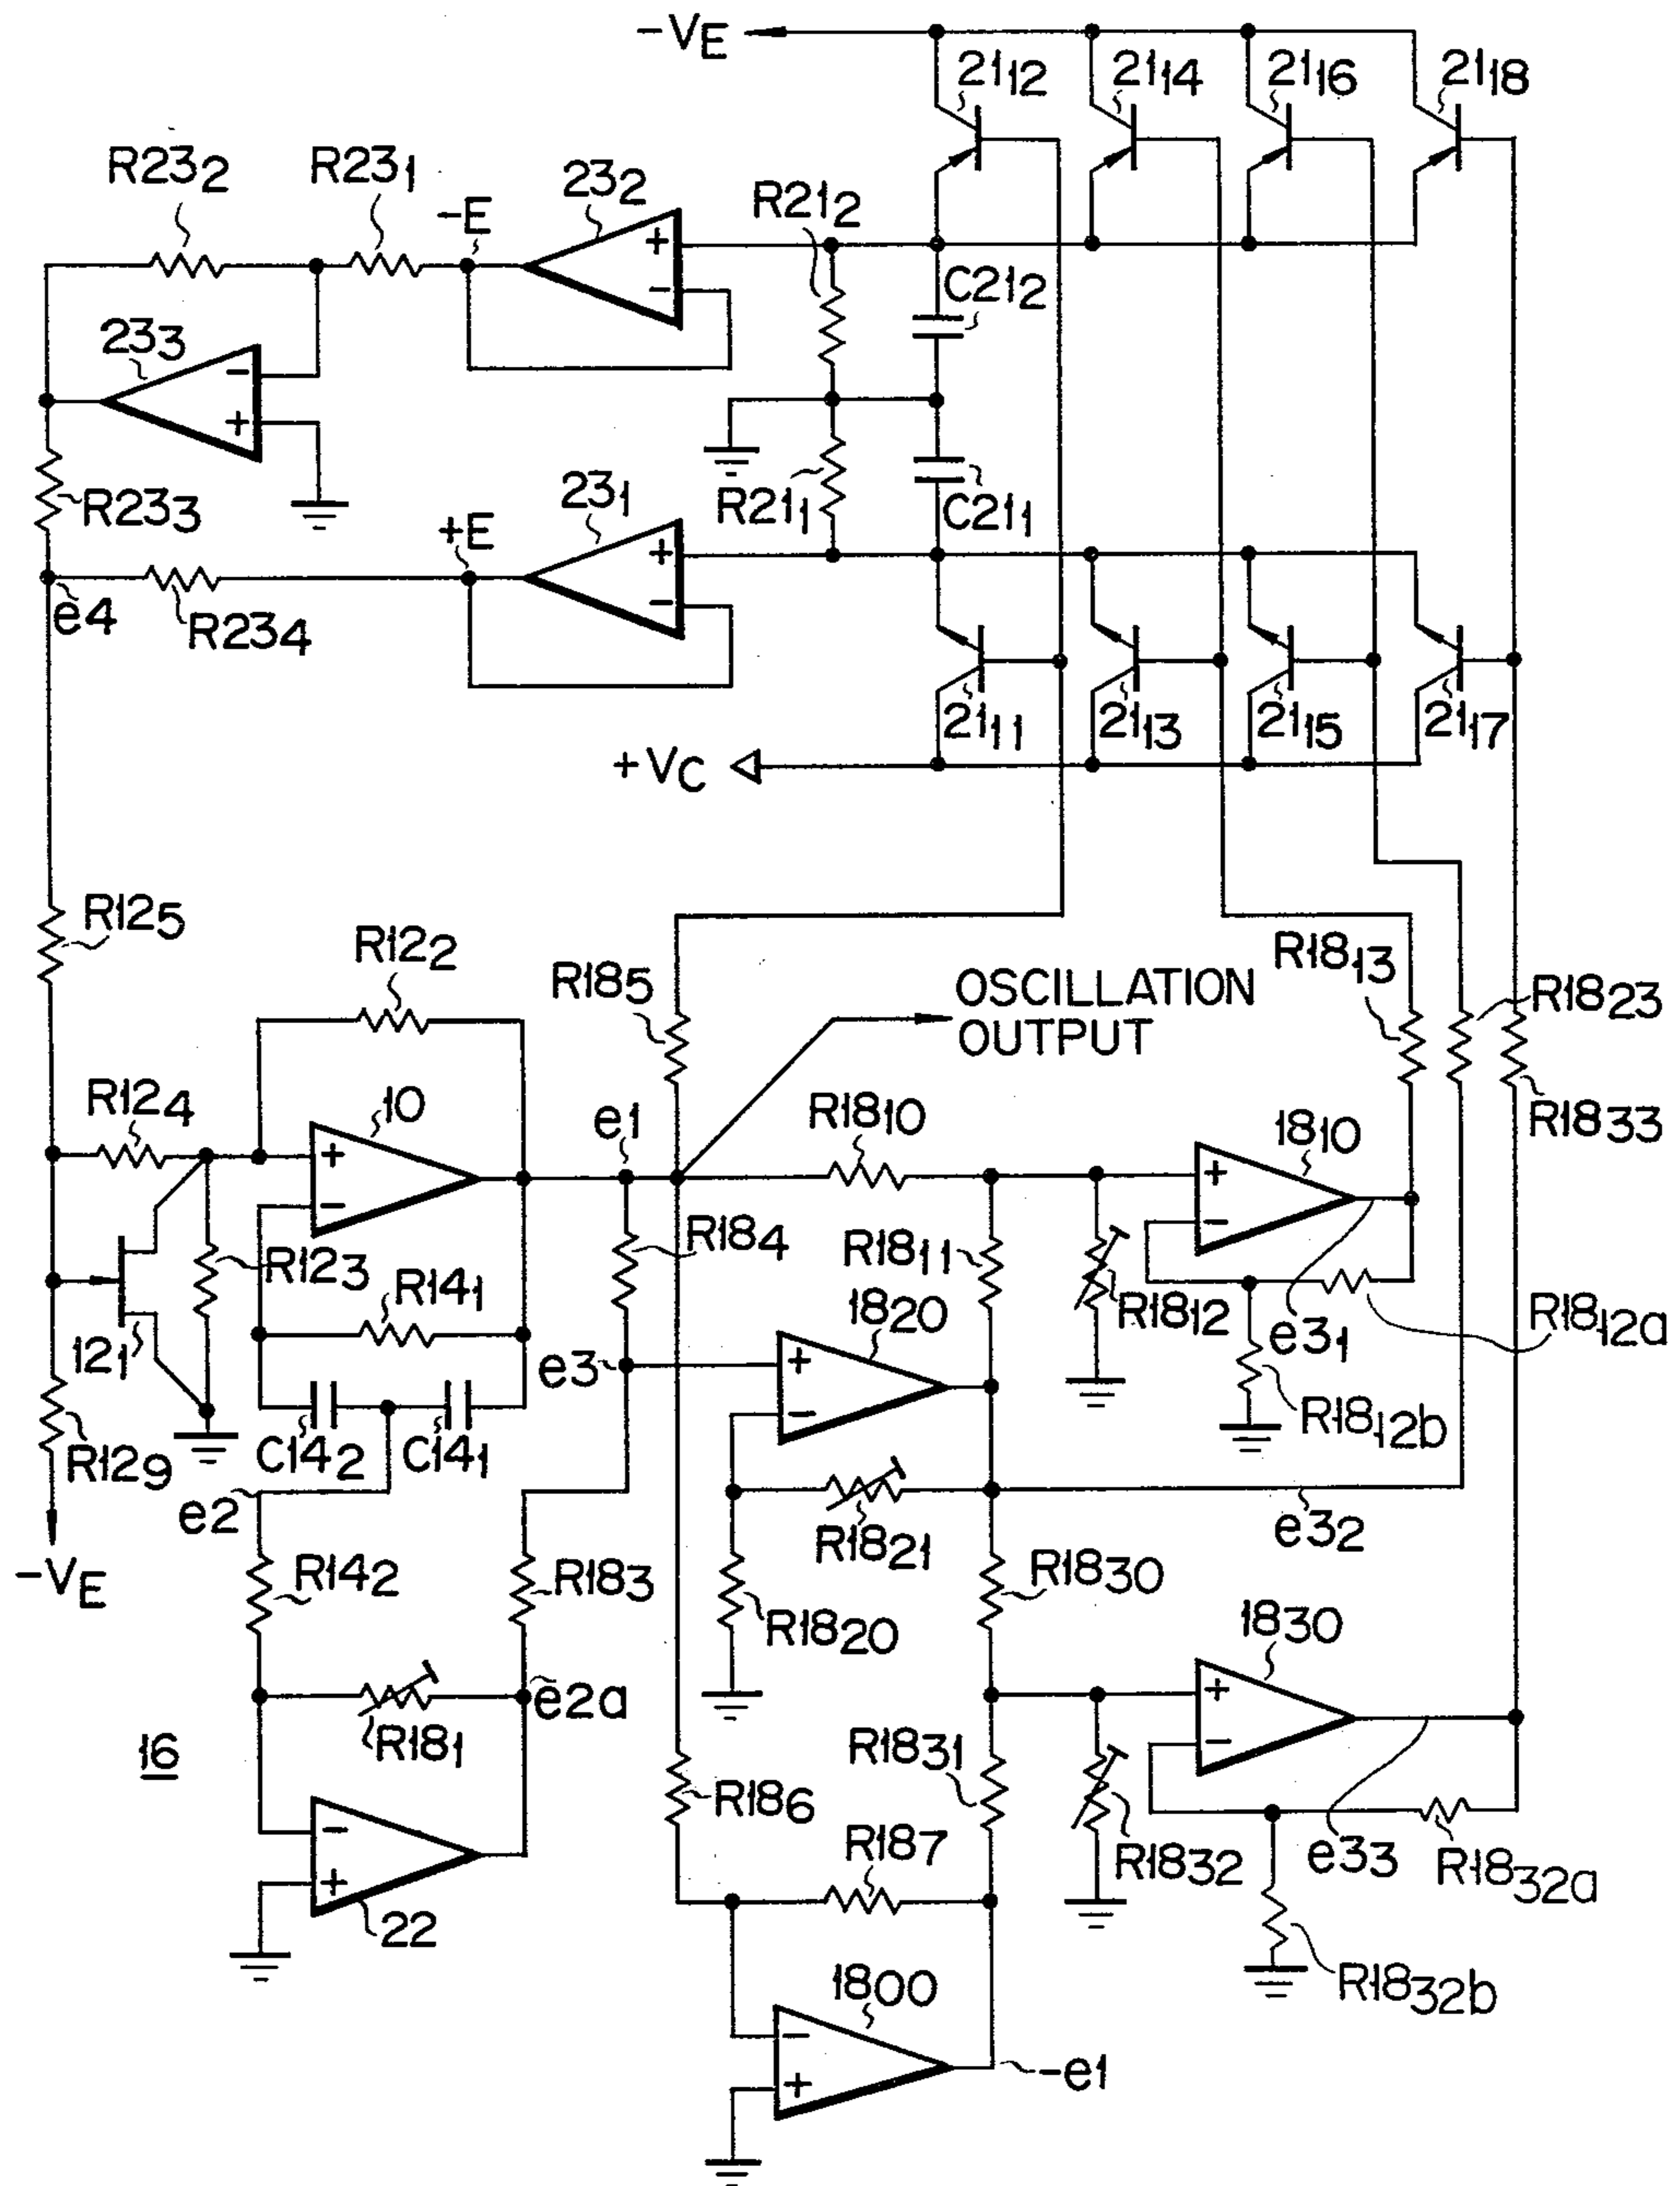 -VE
2112 2114 2116 2118
R232 R231 -E 232 R212
C212
233
R211 C211
R233 +E 231
e4 R234
2111 2113 2115 2117
+VC
R125 R122 R185 OSCILLATION
OUTPUT
R1813 R1823
R1833
R124 10 e1 R1810 1810
R123 R184 R1811 R1812
121 R141 1820 e31 R1812a
e3
R129 C142 C141 R1812b
e2 R1821 e32
-VE R142 R183 R1820 R1830
1830
e2a
16 R181 R186 R1831
R187 R1832 e33 R1832a
22
1800 R1832b
-e1
+ - + - + - + - + - + - + - + - + -